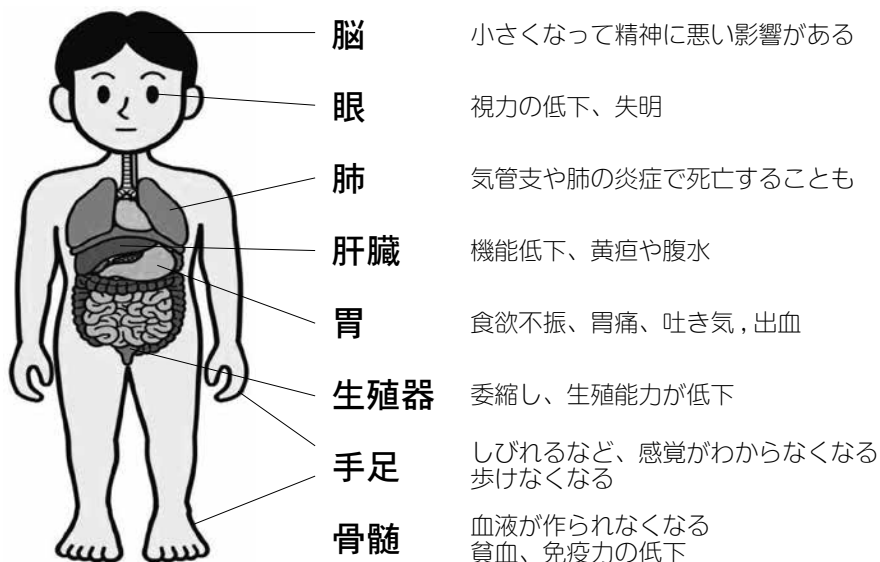 脳 小さくなって精神に悪い影響がある
眼 視力の低下、失明
肺 気管支や肺の炎症で死亡することも
肝臓 機能低下、黄疸や腹水
胃 食欲不振、胃痛、吐き気 , 出血
生殖器 委縮し、生殖能力が低下
手足 しびれるなど、感覚がわからなくなる
歩けなくなる
骨髄 血液が作られなくなる
貧血、免疫力の低下